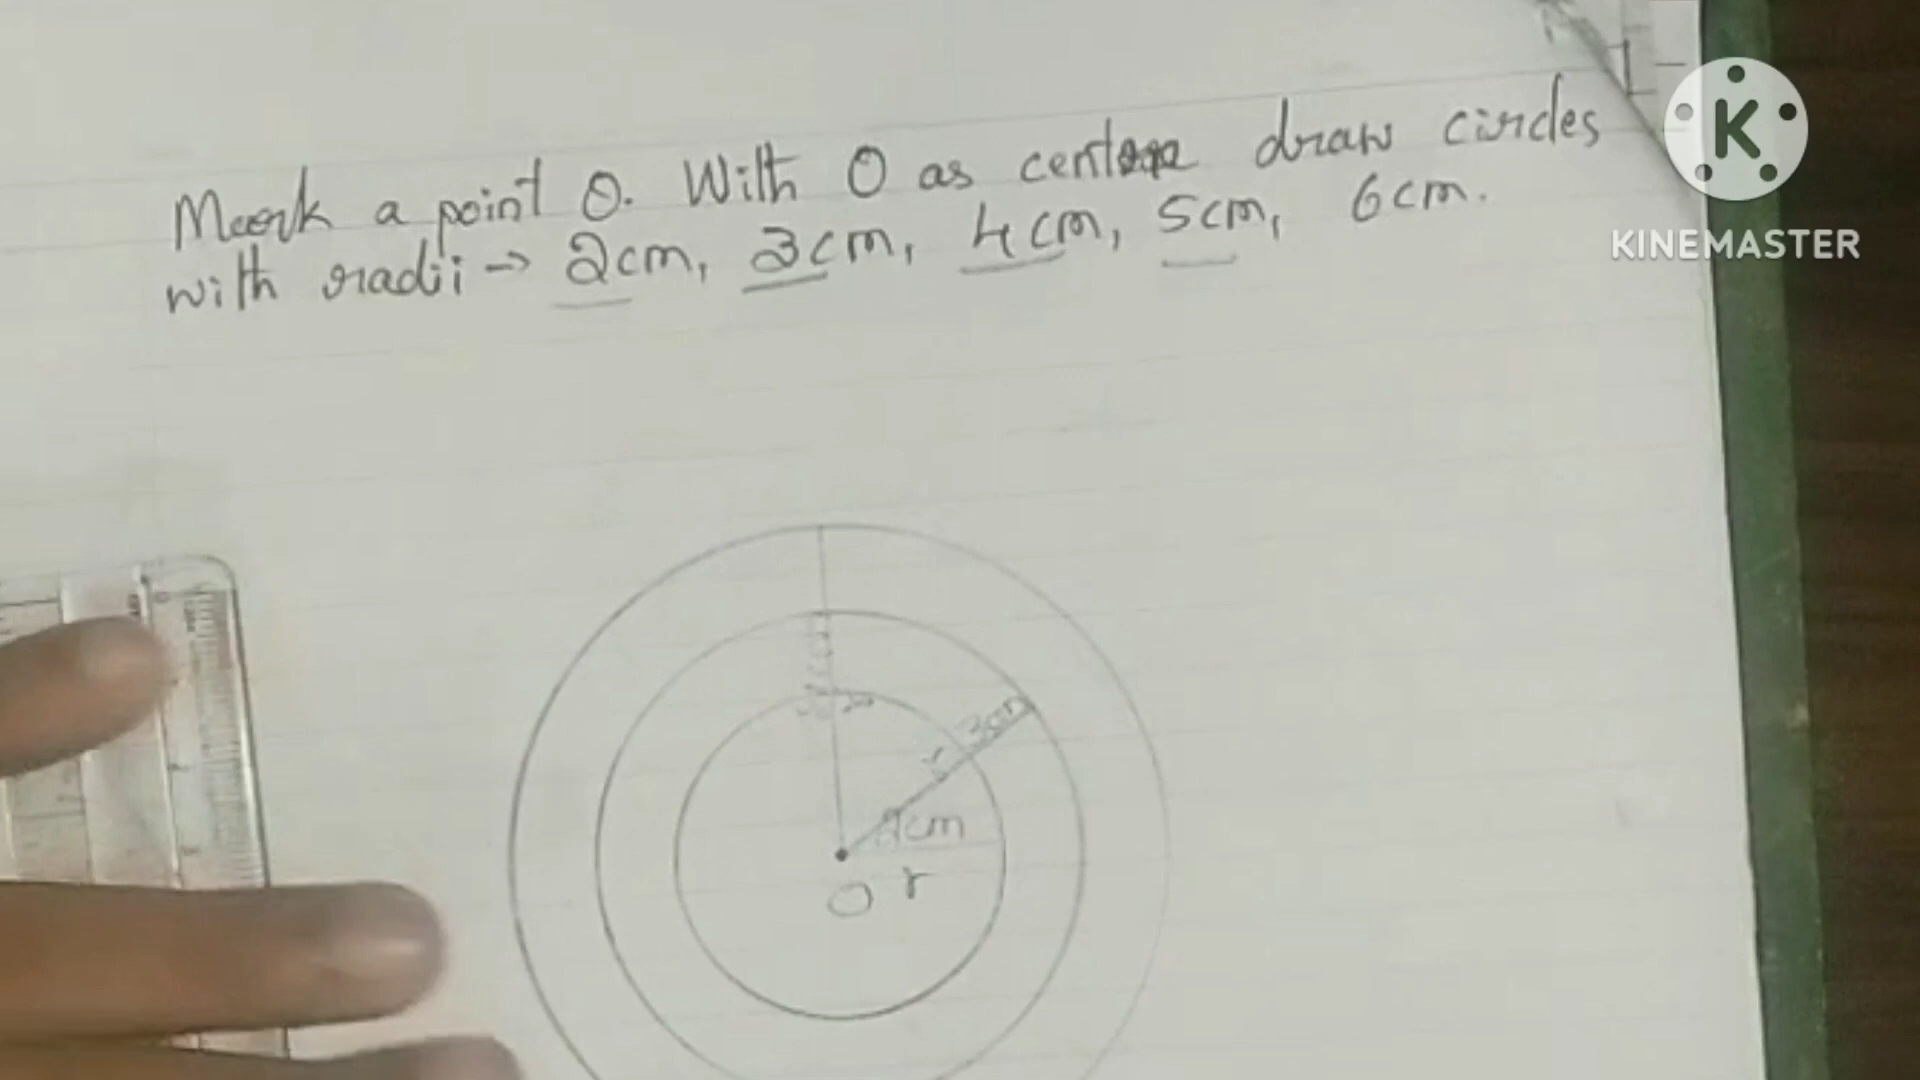 Mark a point O. With O as centre draw circles
with radii → 2cm, 3cm, 4cm, 5cm, 6cm.
K
KINEMASTER
r 3cm
2cm
O r